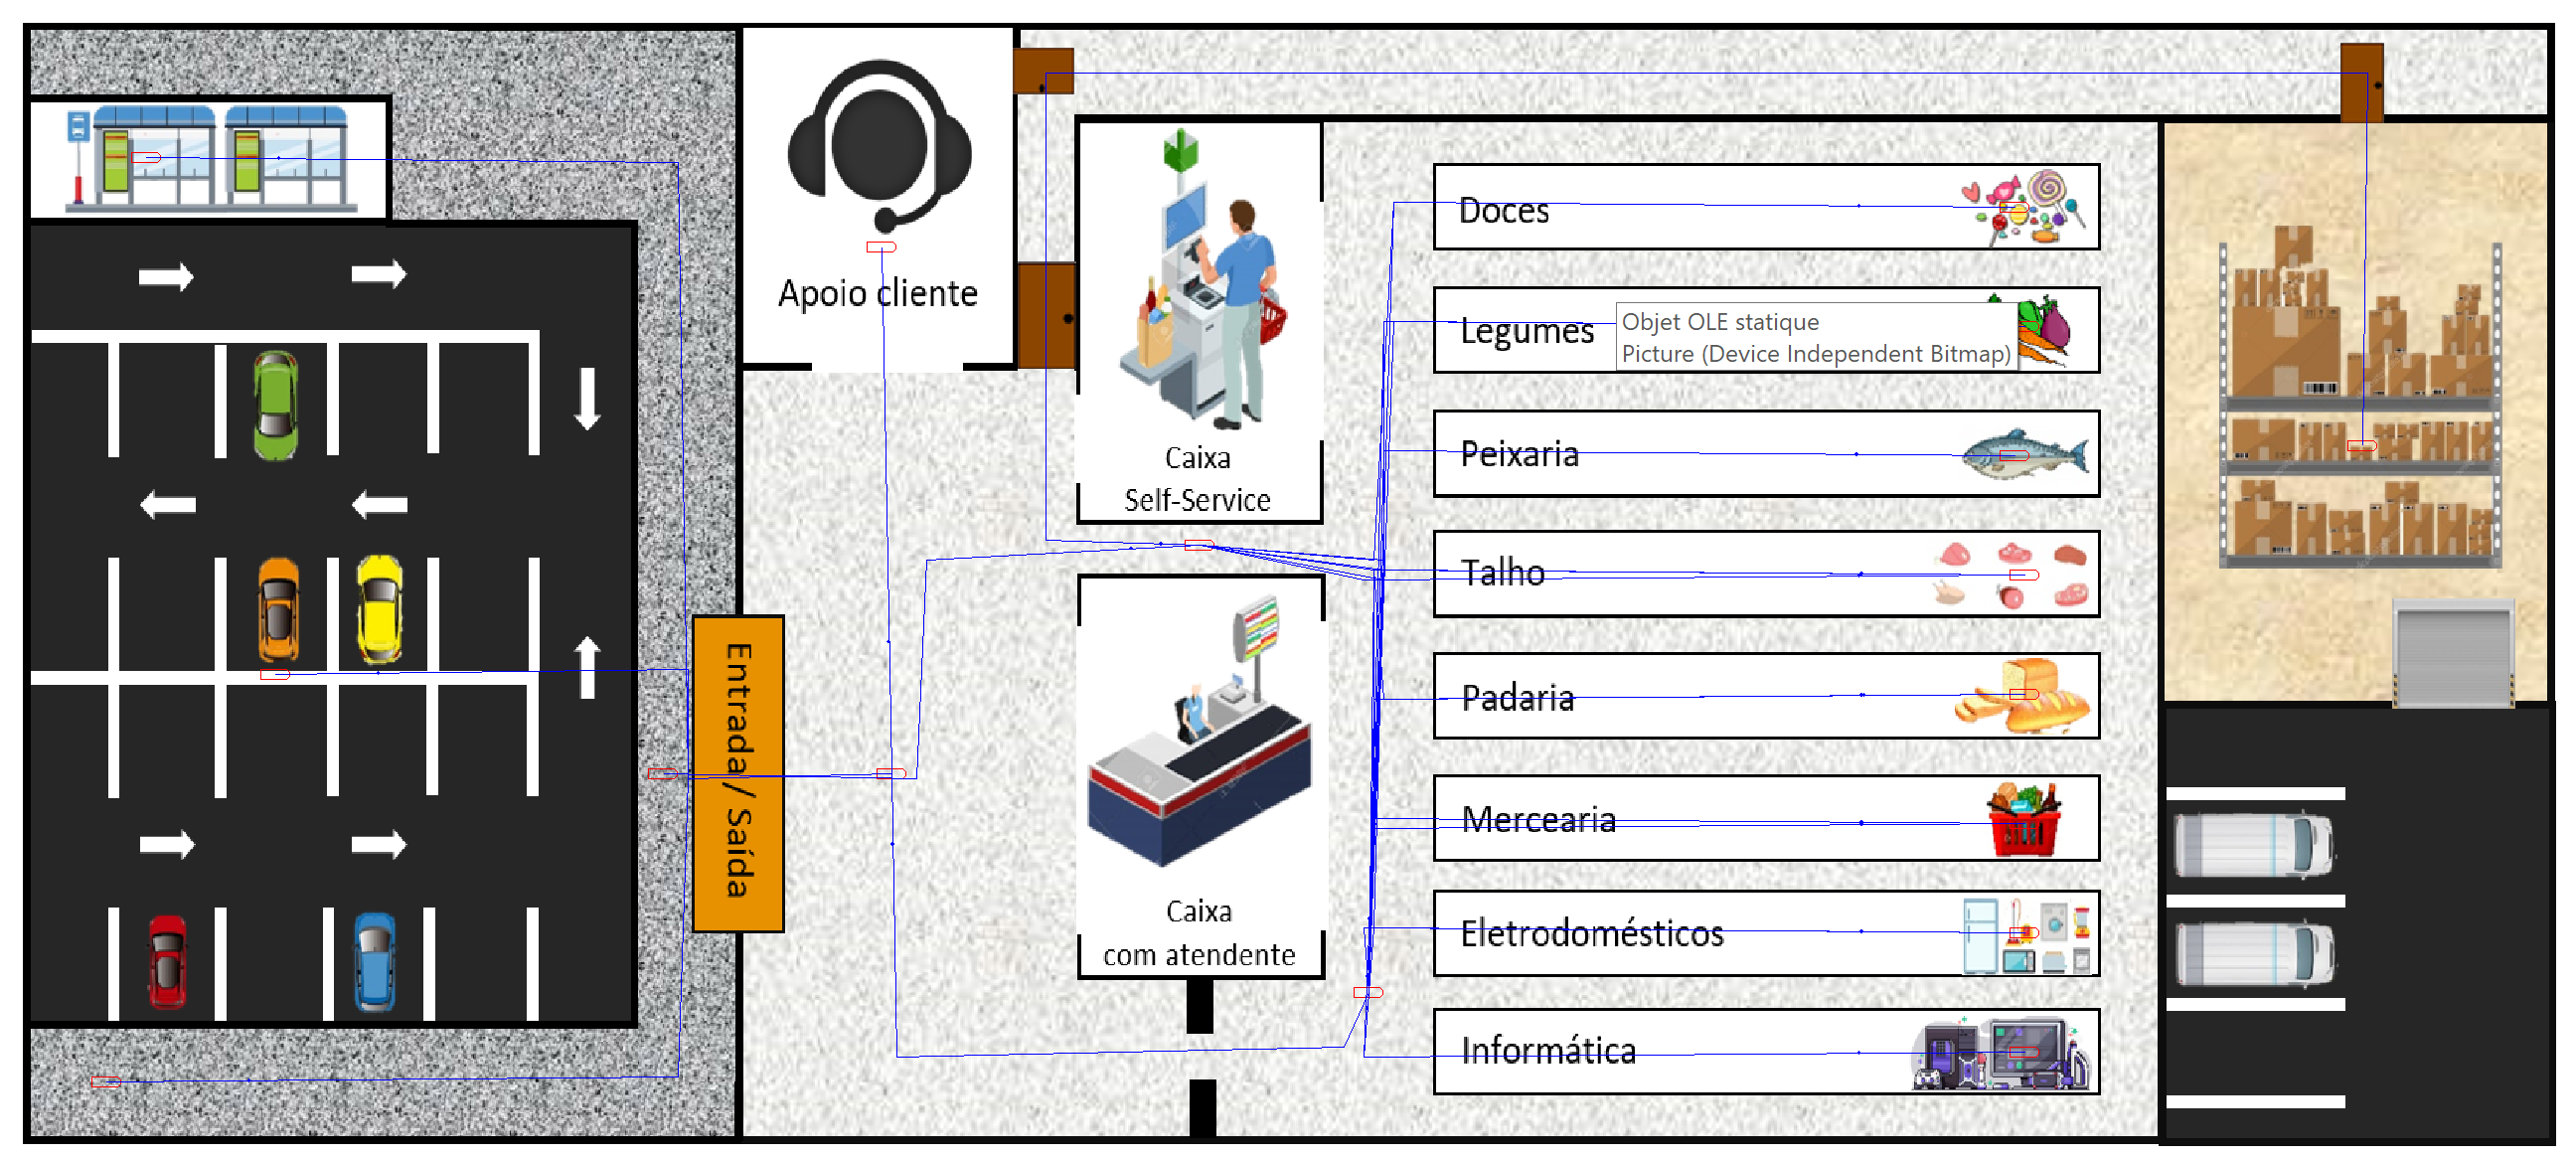 Apoio cliente
Caixa
Self-Service
Entrada/ Saída
Caixa
com atendente
Doces
Legumes
Objet OLE statique
Picture (Device Independent Bitmap)
Peixaria
Talho
Padaria
Mercearia
Eletrodomésticos
Informática